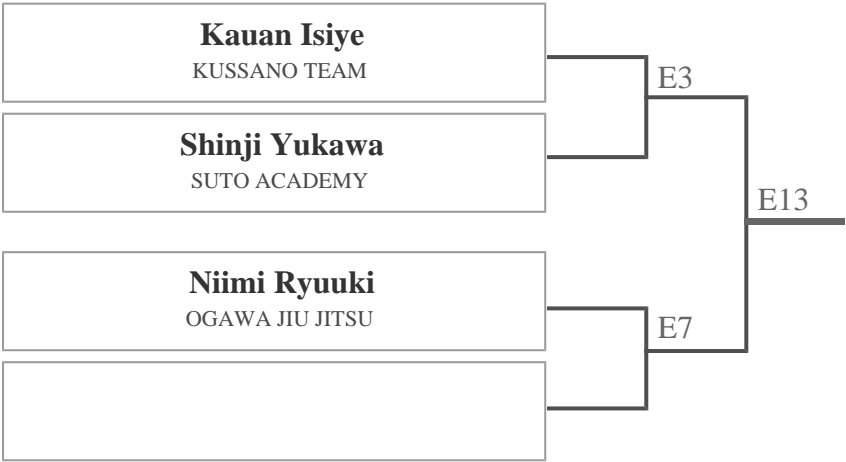 Kauan Isiye
KUSSANO TEAM
E3
Shinji Yukawa
SUTO ACADEMY
E13
Niimi Ryuuki
OGAWA JIU JITSU
E7